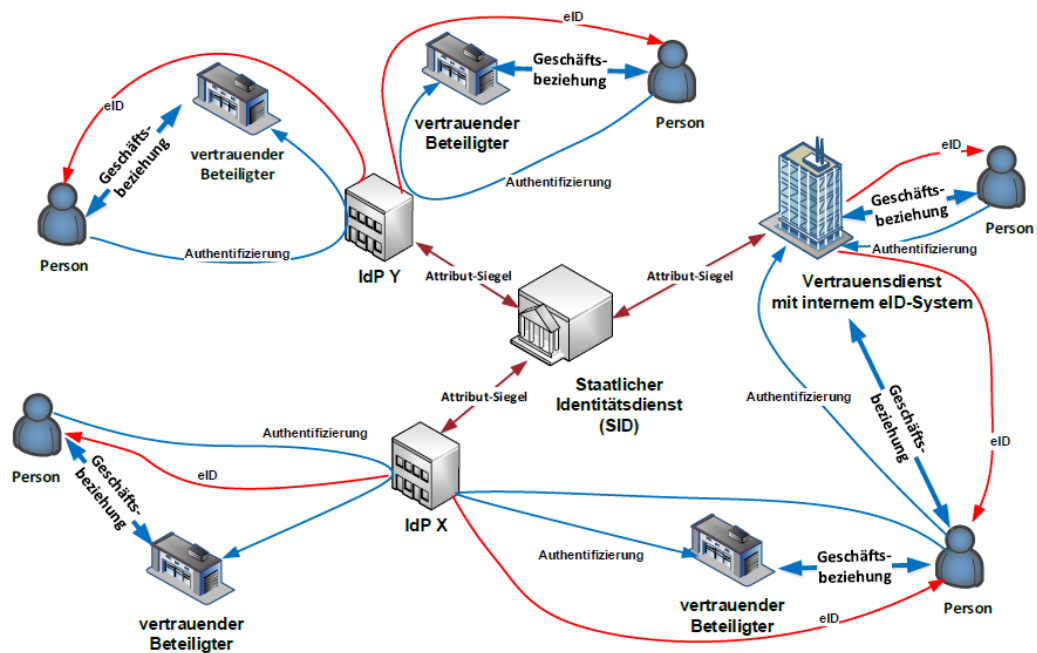 eID
Geschäfts-
beziehung
vertrauender
Beteiligter
Person
Authentifizierung
eID
Geschäfts-
beziehung
vertrauender
Beteiligter
Person
Authentifizierung
IdP Y
eID
Geschäfts-
beziehung
Person
Authentifizierung
Vertrauensdienst
mit internem eID-System
Attribut-Siegel
Attribut-Siegel
Staatlicher
Identitätsdienst
(SID)
Attribut-Siegel
Authentifizierung
Geschäfts-
beziehung
eID
Person
Authentifizierung
eID
Geschäfts-
beziehung
Person
IdP X
vertrauender
Beteiligter
Authentifizierung
Geschäfts-
beziehung
vertrauender
Beteiligter
eID